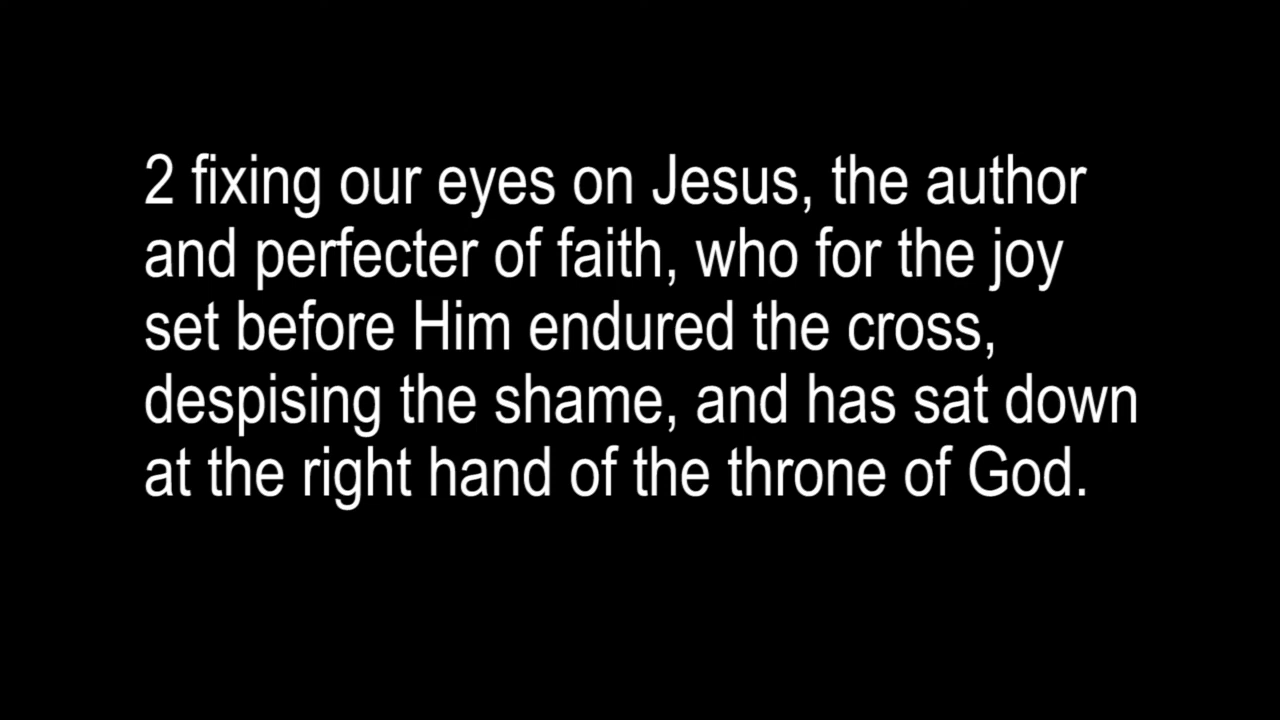 2 fixing our eyes on Jesus, the author
and perfecter of faith, who for the joy
set before Him endured the cross,
despising the shame, and has sat down
at the right hand of the throne of God.